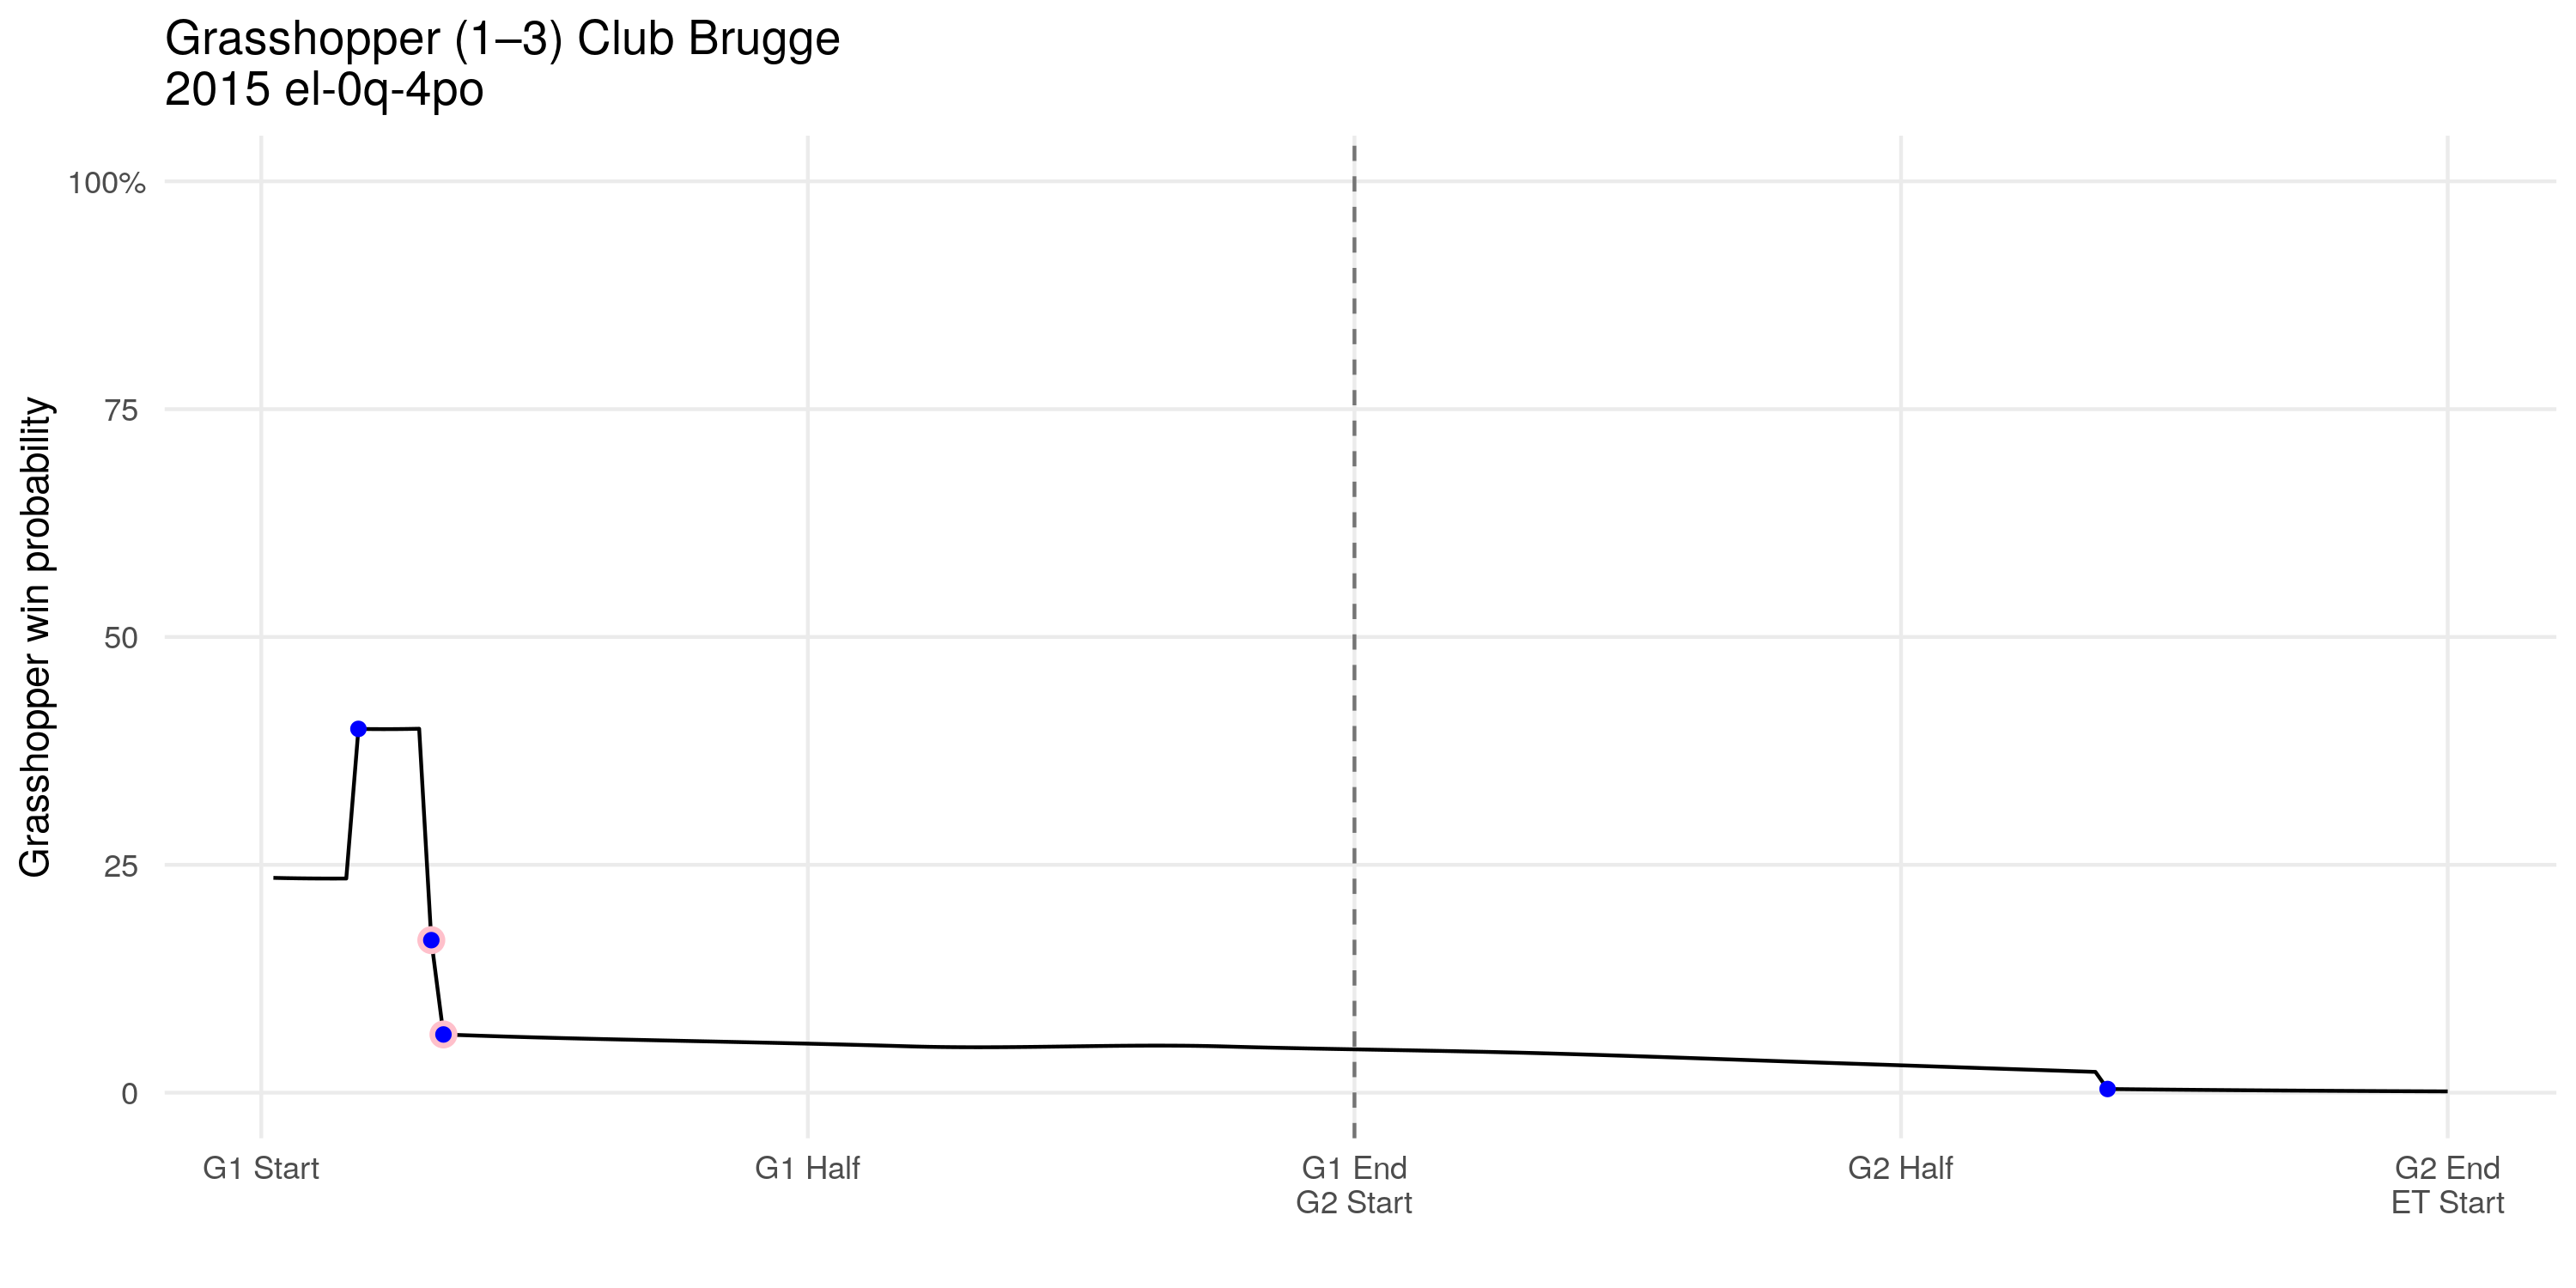 Grasshopper (1–3) Club Brugge
2015 el-0q-4po
Grasshopper win probability
100%
75
50
25
0
G1 Start
G1 Half
G1 End
G2 Start
G2 Half
G2 End
ET Start